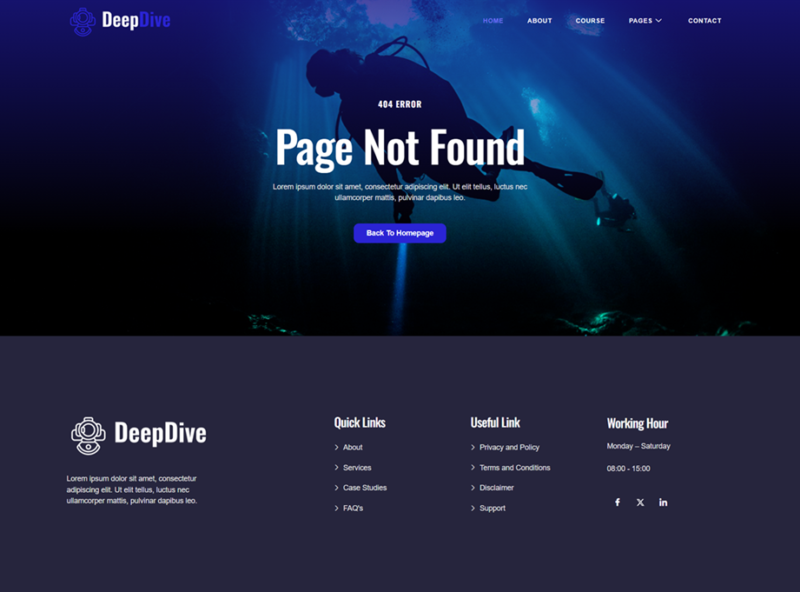 DeepDive
HOME ABOUT COURSE PAGES CONTACT
404 ERROR
Page Not Found
Lorem ipsum dolor sit amet, consectetur adipiscing elit. Ut elit tellus, luctus nec
ullamcorper mattis, pulvinar dapibus leo.
Back To Homepage
DeepDive
Lorem ipsum dolor sit amet, consectetur
adipiscing elit. Ut elit tellus, luctus nec
ullamcorper mattis, pulvinar dapibus leo.
Quick Links
About
Services
Case Studies
FAQ's
Useful Link
Privacy and Policy
Terms and Conditions
Disclaimer
Support
Working Hour
Monday – Saturday
08:00 - 15:00